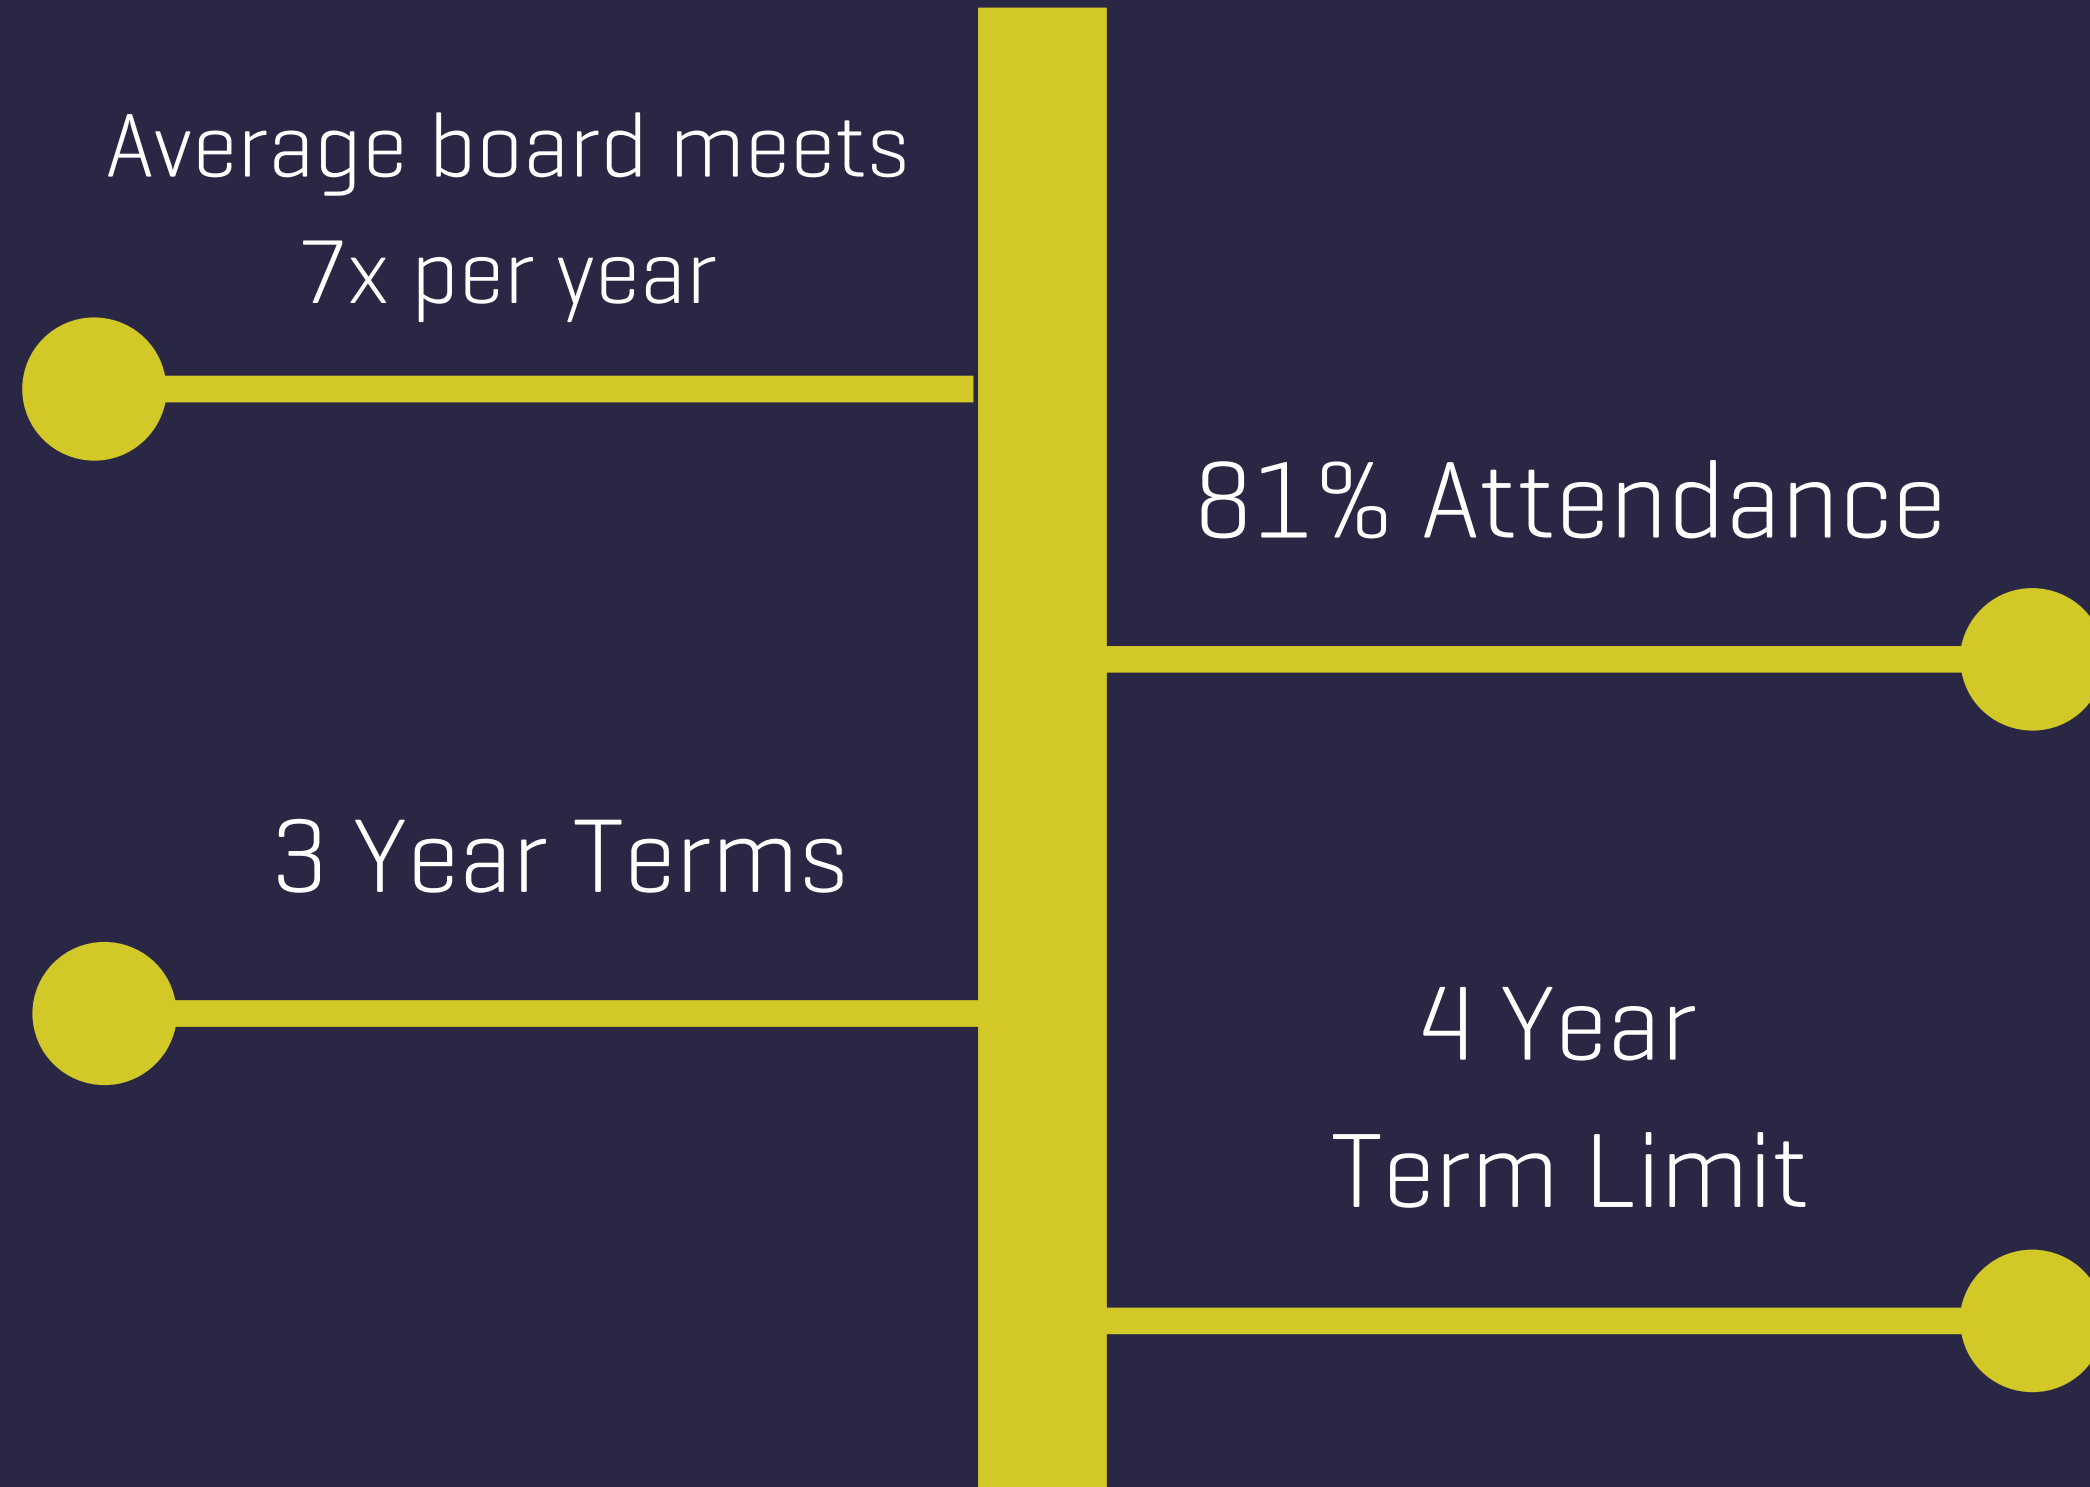 Average board meets
7x per year
81% Attendance
3 Year Terms
4 Year
Term Limit